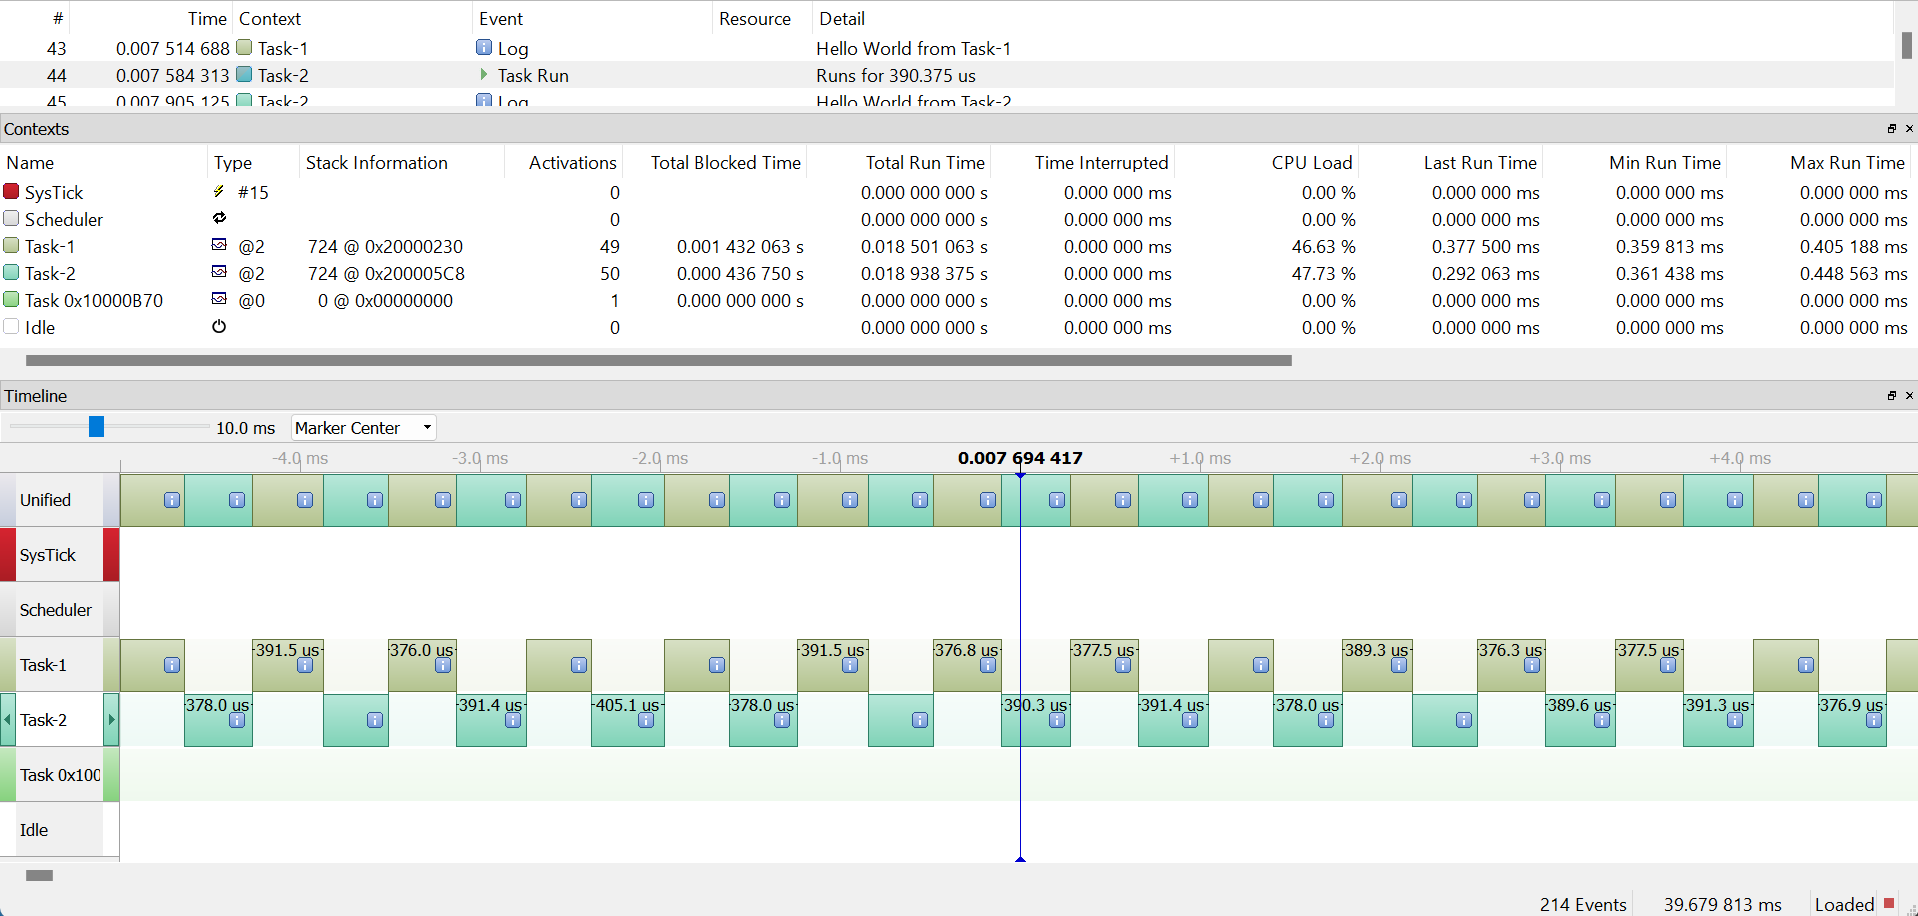 # Time Context Event Resource Detail
43 0.007 514 688 Task-1 Log Hello World from Task-1
44 0.007 584 313 Task-2 Task Run Runs for 390.375 us
45 0.007 905 125 Task-2 Log Hello World from Task-2
Contexts
Name Type Stack Information Activations Total Blocked Time Total Run Time Time Interrupted CPU Load Last Run Time Min Run Time Max Run Time
SysTick #15 0 0.000 000 000 s 0.000 000 ms 0.00 % 0.000 000 ms 0.000 000 ms 0.000 000 ms
Scheduler 0 0.000 000 000 s 0.000 000 ms 0.00 % 0.000 000 ms 0.000 000 ms 0.000 000 ms
Task-1 @2 724 @ 0x20000230 49 0.001 432 063 s 0.018 501 063 s 0.000 000 ms 46.63 % 0.377 500 ms 0.359 813 ms 0.405 188 ms
Task-2 @2 724 @ 0x200005C8 50 0.000 436 750 s 0.018 938 375 s 0.000 000 ms 47.73 % 0.292 063 ms 0.361 438 ms 0.448 563 ms
Task 0x10000B70 @0 0 @ 0x00000000 1 0.000 000 000 s 0.000 000 000 s 0.000 000 ms 0.00 % 0.000 000 ms 0.000 000 ms 0.000 000 ms
Idle 0 0.000 000 000 s 0.000 000 ms 0.00 % 0.000 000 ms 0.000 000 ms 0.000 000 ms
Timeline
10.0 ms Marker Center
-4.0 ms -3.0 ms -2.0 ms -1.0 ms 0.007 694 417 +1.0 ms +2.0 ms +3.0 ms +4.0 ms
Unified
SysTick
Scheduler
Task-1 391.5 us 376.0 us 391.5 us 376.8 us 377.5 us 389.3 us 376.3 us 377.5 us
Task-2 378.0 us 391.4 us 405.1 us 378.0 us 390.3 us 391.4 us 378.0 us 389.6 us 391.3 us 376.9 us
Task 0x100
Idle
214 Events 39.679 813 ms Loaded